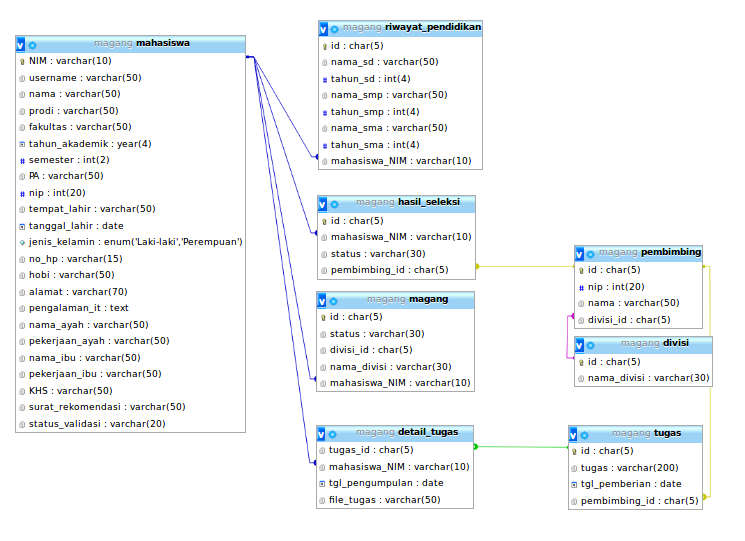 magang mahasiswa
NIM : varchar(10)
username : varchar(50)
nama : varchar(50)
prodi : varchar(50)
fakultas : varchar(50)
tahun_akademik : year(4)
semester : int(2)
PA : varchar(50)
nip : int(20)
tempat_lahir : varchar(50)
tanggal_lahir : date
jenis_kelamin : enum('Laki-laki','Perempuan')
no_hp : varchar(15)
hobi : varchar(50)
alamat : varchar(70)
pengalaman_it : text
nama_ayah : varchar(50)
pekerjaan_ayah : varchar(50)
nama_ibu : varchar(50)
pekerjaan_ibu : varchar(50)
KHS : varchar(50)
surat_rekomendasi : varchar(50)
status_validasi : varchar(20)
magang riwayat_pendidikan
id : char(5)
nama_sd : varchar(50)
tahun_sd : int(4)
nama_smp : varchar(50)
tahun_smp : int(4)
nama_sma : varchar(50)
tahun_sma : int(4)
mahasiswa_NIM : varchar(10)
magang hasil_seleksi
id : char(5)
mahasiswa_NIM : varchar(10)
status : varchar(30)
pembimbing_id : char(5)
magang magang
id : char(5)
status : varchar(30)
divisi_id : char(5)
nama_divisi : varchar(30)
mahasiswa_NIM : varchar(10)
magang detail_tugas
tugas_id : char(5)
mahasiswa_NIM : varchar(10)
tgl_pengumpulan : date
file_tugas : varchar(50)
magang pembimbing
id : char(5)
nip : int(20)
nama : varchar(50)
divisi_id : char(5)
magang divisi
id : char(5)
nama_divisi : varchar(30)
magang tugas
id : char(5)
tugas : varchar(200)
tgl_pemberian : date
pembimbing_id : char(5)